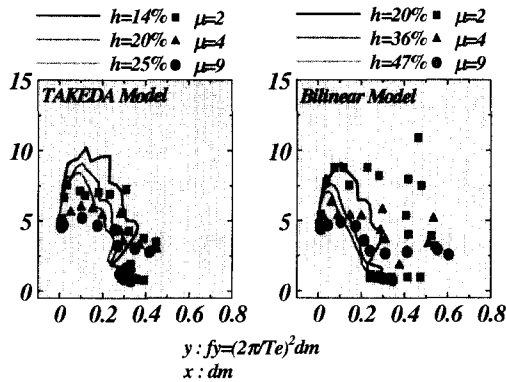 h=14% μ=2
h=20% μ=4
h=25% μ=9
h=20% μ=2
h=36% μ=4
h=47% μ=9
TAKEDA Model
Bilinear Model
15
10
5
0
0 0.2 0.4 0.6 0.8
15
10
5
0
0 0.2 0.4 0.6 0.8
y : fy=(2π/Te)²dm
x : dm